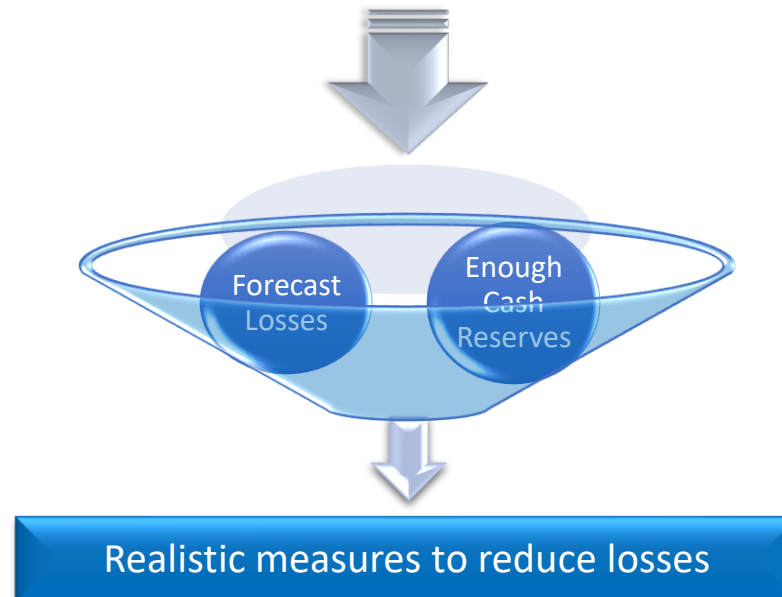 Forecast
Losses
Enough
Cash
Reserves
Realistic measures to reduce losses